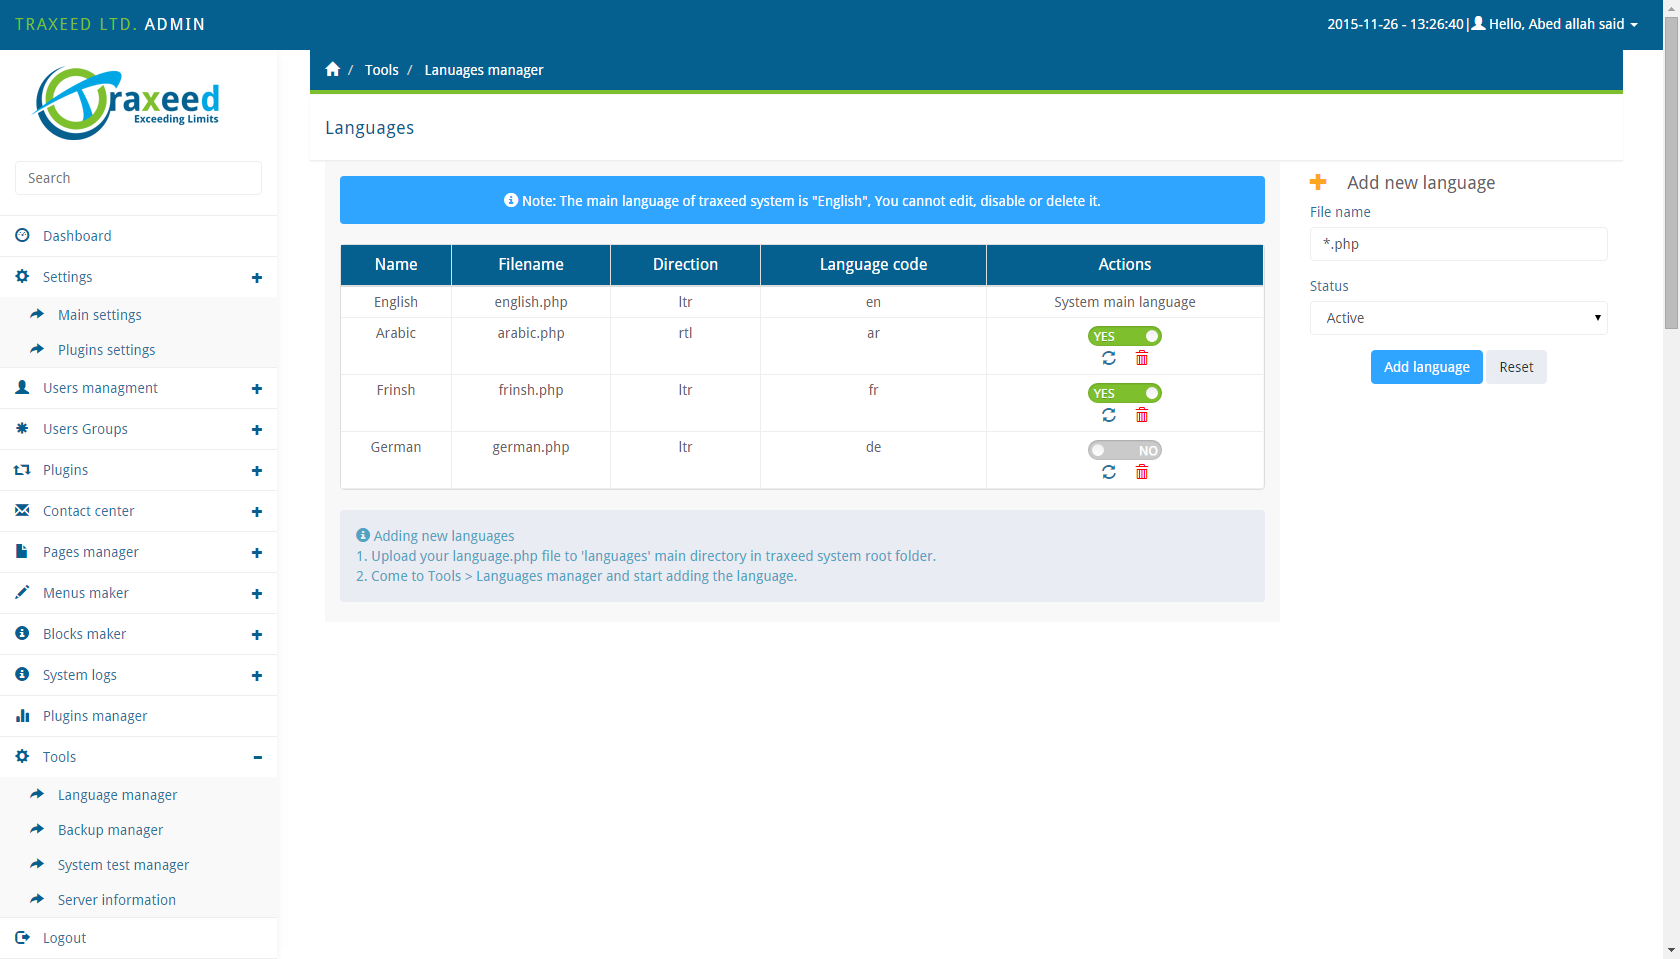 TRAXEED LTD. ADMIN
2015-11-26 - 13:26:40| Hello, Abed allah said
Traxeed
Exceeding Limits
Search
Dashboard
Settings
Main settings
Plugins settings
Users managment
Users Groups
Plugins
Contact center
Pages manager
Menus maker
Blocks maker
System logs
Plugins manager
Tools
Language manager
Backup manager
System test manager
Server information
Logout
/ Tools / Lanuages manager
Languages
Note: The main language of traxeed system is "English", You cannot edit, disable or delete it.
Name Filename Direction Language code Actions
English english.php ltr en System main language
Arabic arabic.php rtl ar YES
Frinsh frinsh.php ltr fr YES
German german.php ltr de NO
Adding new languages
1. Upload your language.php file to 'languages' main directory in traxeed system root folder.
2. Come to Tools > Languages manager and start adding the language.
Add new language
File name
*.php
Status
Active
Add language Reset